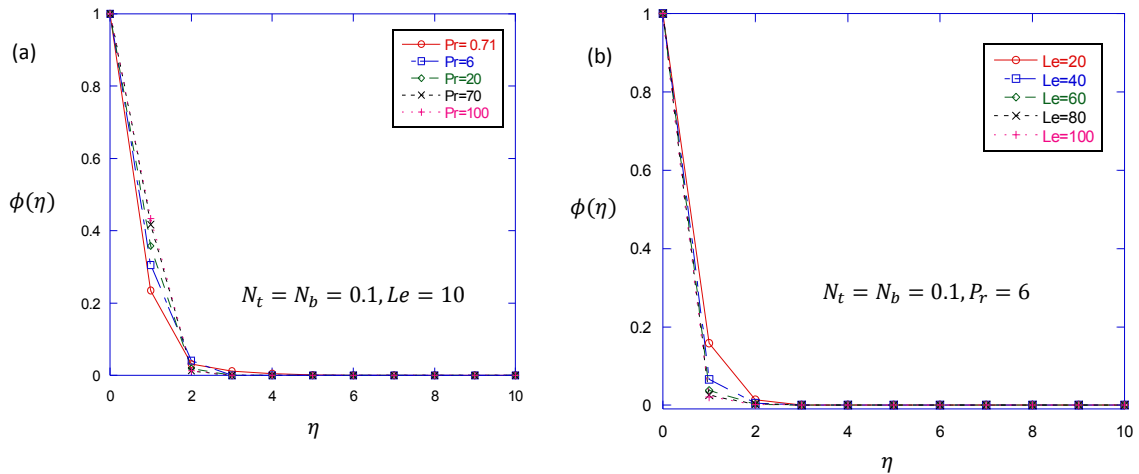 (a)
1
0.8
0.6
0.4
0.2
0
ϕ(η)
Pr= 0.71
Pr=6
Pr=20
Pr=70
Pr=100
N_t = N_b = 0.1, Le = 10
0 2 4 6 8 10
η
(b)
1
0.8
0.6
0.4
0.2
0
ϕ(η)
Le=20
Le=40
Le=60
Le=80
Le=100
N_t = N_b = 0.1, P_r = 6
0 2 4 6 8 10
η